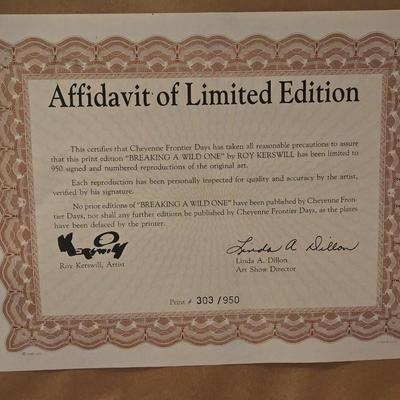 Affidavit of Limited Edition
This certifies that Cheyenne Frontier Days has taken all reasonable precautions to
assure that this print edition "BREAKING A WILD ONE" by ROY KERSWILL has been limited to
950 signed and numbered reproductions of the original art.
Each reproduction has been personally inspected for quality and accuracy by the artist,
verified by his signature.
No prior editions of "BREAKING A WILD ONE" have been published by Cheyenne Fron-
tier Days, nor shall any further editions be published by Cheyenne Frontier Days, as the plates
have been defaced by the printer.
Kerswill
Roy Kerswill, Artist
Linda A Dillon
Linda A. Dillon
Art Show Director
Print # 303 / 950